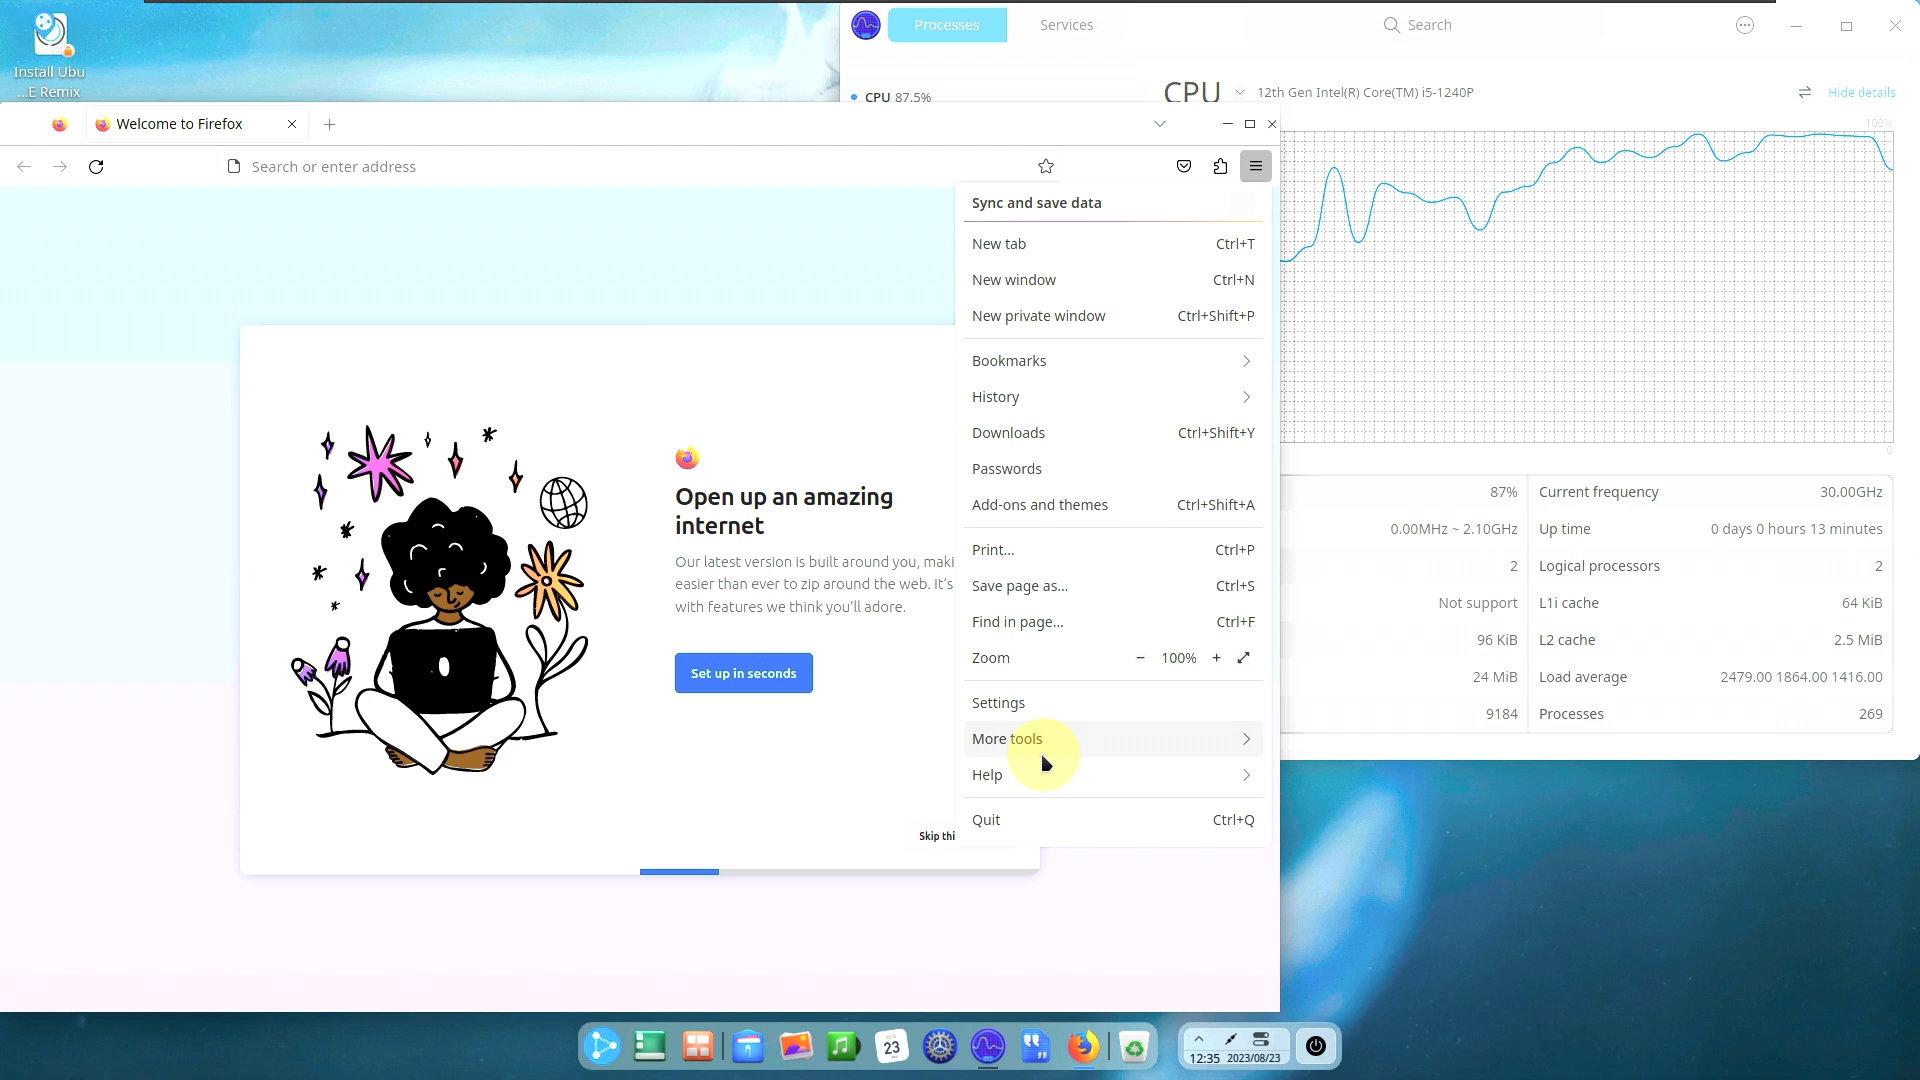 Install Ubu
...E Remix
Processes
Services
Search
CPU 87.5%
CPU
12th Gen Intel(R) Core(TM) i5-1240P
Hide details
100%
Welcome to Firefox
Search or enter address
Sync and save data
New tab Ctrl+T
New window Ctrl+N
New private window Ctrl+Shift+P
Bookmarks
History
Downloads Ctrl+Shift+Y
Passwords
Add-ons and themes Ctrl+Shift+A
Print... Ctrl+P
Save page as... Ctrl+S
Find in page... Ctrl+F
Zoom − 100% +
Settings
More tools
Help
Quit Ctrl+Q
Open up an amazing
internet
Our latest version is built around you, maki
easier than ever to zip around the web. It's
with features we think you'll adore.
Set up in seconds
Skip thi
0
87% Current frequency 30.00GHz
0.00MHz ~ 2.10GHz Up time 0 days 0 hours 13 minutes
2 Logical processors 2
Not support L1i cache 64 KiB
96 KiB L2 cache 2.5 MiB
24 MiB Load average 2479.00 1864.00 1416.00
9184 Processes 269
23
12:35 2023/08/23